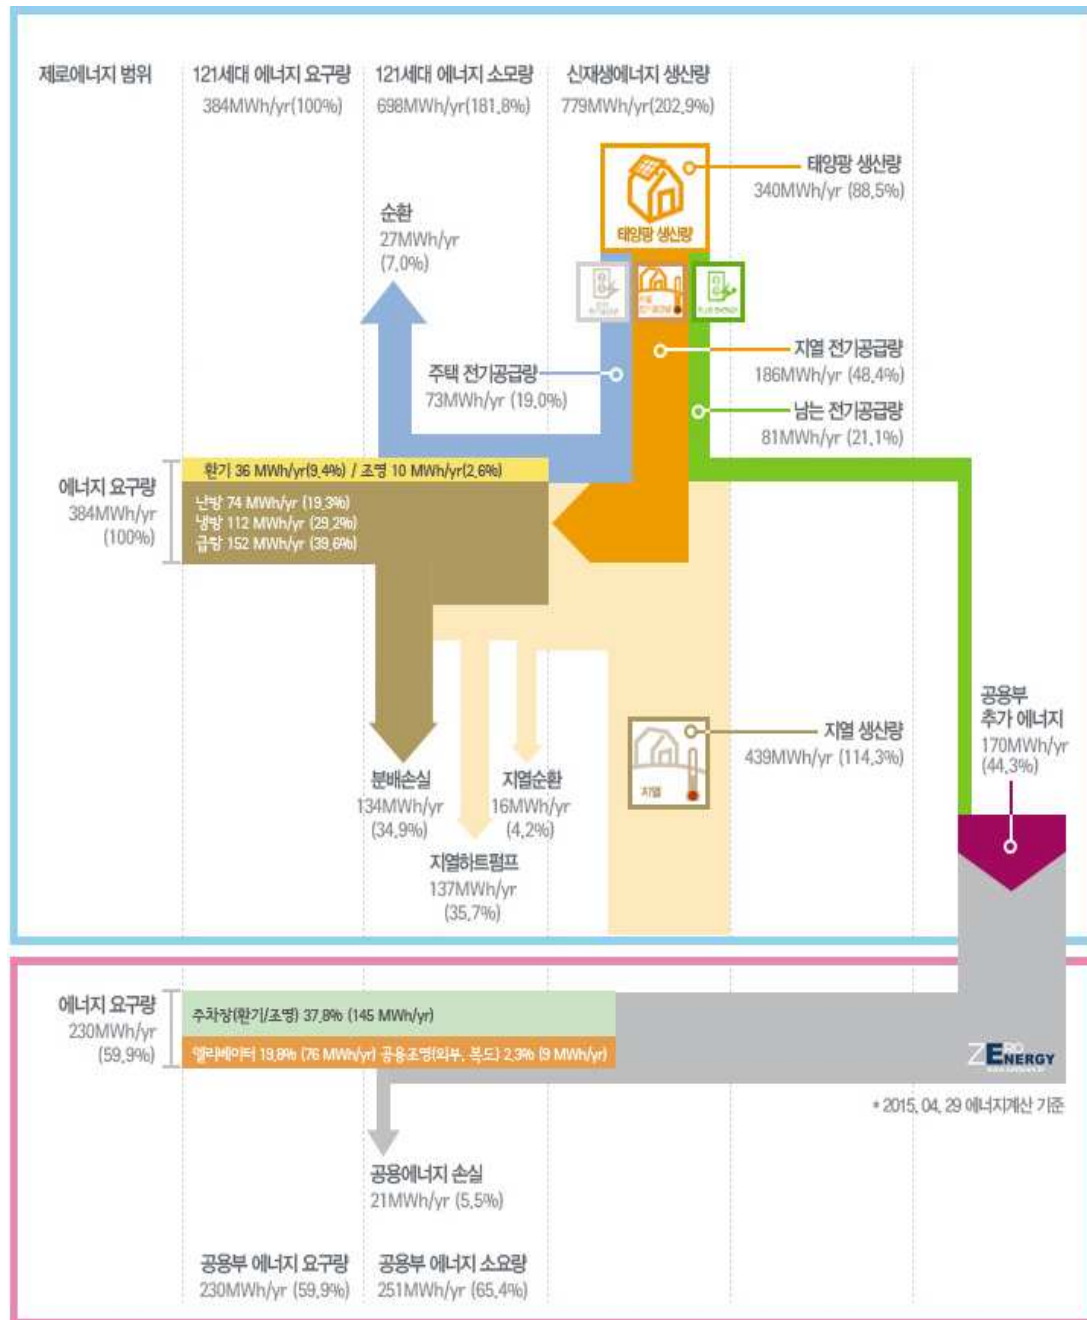 제로에너지 범위
121세대 에너지 요구량
384MWh/yr(100%)
121세대 에너지 소모량
698MWh/yr(181.8%)
신재생에너지 생산량
779MWh/yr(202.9%)
태양광 생산량
340MWh/yr (88.5%)
태양광 생산량
순환
27MWh/yr
(7.0%)
주택 전기공급량
73MWh/yr (19.0%)
지열 전기공급량
186MWh/yr (48.4%)
남는 전기공급량
81MWh/yr (21.1%)
에너지 요구량
384MWh/yr
(100%)
환기 36 MWh/yr(9.4%) / 조명 10 MWh/yr(2.6%)
난방 74 MWh/yr (19.3%)
냉방 112 MWh/yr (29.2%)
급탕 152 MWh/yr (39.6%)
공용부
추가 에너지
170MWh/yr
(44.3%)
지열 생산량
439MWh/yr (114.3%)
지열
분배손실
134MWh/yr
(34.9%)
지열순환
16MWh/yr
(4.2%)
지열하트펌프
137MWh/yr
(35.7%)
에너지 요구량
230MWh/yr
(59.9%)
주차장(환기/조명) 37.8% (145 MWh/yr)
엘리베이터 19.8% (76 MWh/yr) 공용조명(외부, 복도) 2.3% (9 MWh/yr)
ZERO ENERGY
* 2015. 04. 29 에너지계산 기준
공용에너지 손실
21MWh/yr (5.5%)
공용부 에너지 요구량
230MWh/yr (59.9%)
공용부 에너지 소요량
251MWh/yr (65.4%)